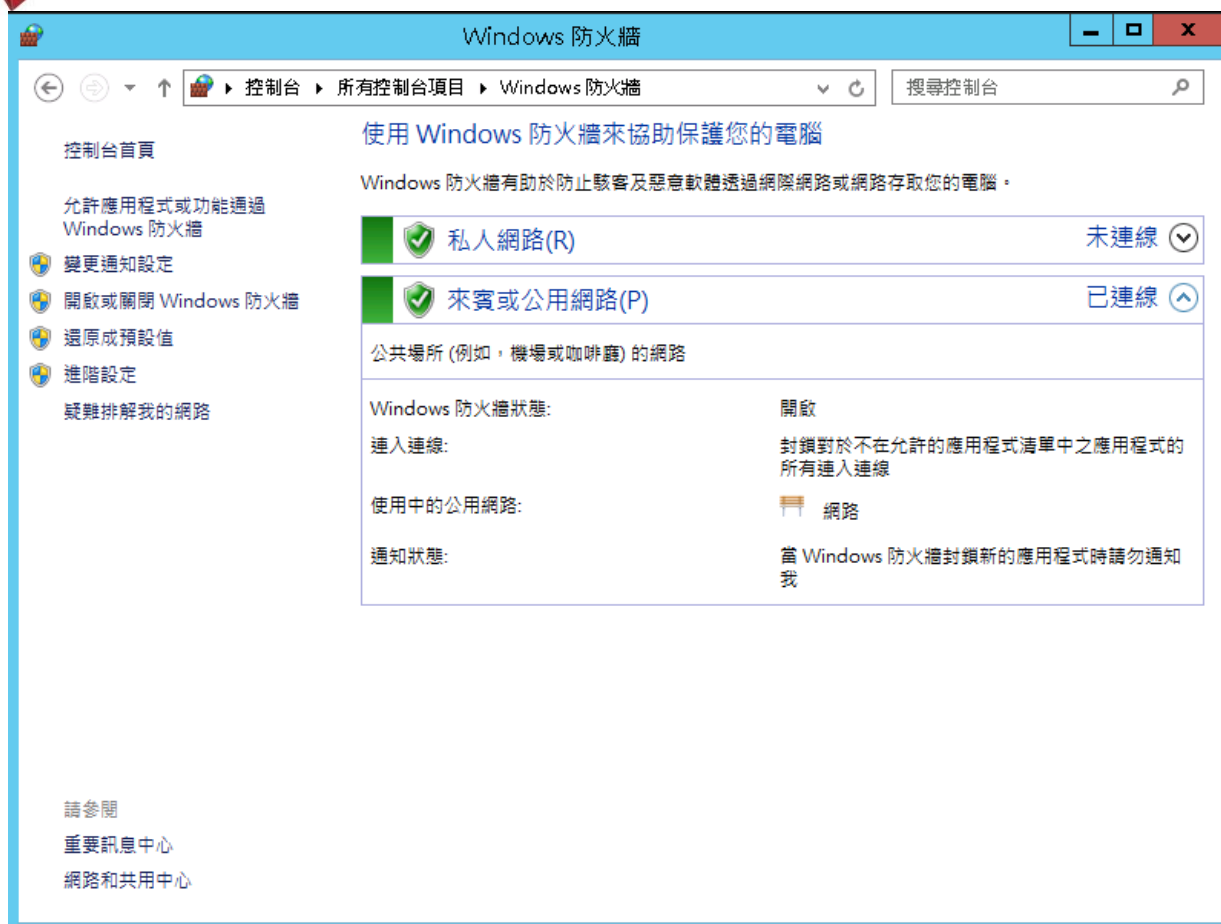 Windows 防火牆
控制台 所有控制台項目 Windows 防火牆
搜尋控制台
控制台首頁
允許應用程式或功能通過
Windows 防火牆
變更通知設定
開啟或關閉 Windows 防火牆
還原成預設值
進階設定
疑難排解我的網路
使用 Windows 防火牆來協助保護您的電腦
Windows 防火牆有助於防止駭客及惡意軟體透過網際網路或網路存取您的電腦。
私人網路(R) 未連線
來賓或公用網路(P) 已連線
公共場所 (例如，機場或咖啡廳) 的網路
Windows 防火牆狀態: 開啟
連入連線: 封鎖對於不在允許的應用程式清單中之應用程式的
所有連入連線
使用中的公用網路: 網路
通知狀態: 當 Windows 防火牆封鎖新的應用程式時請勿通知
我
請參閱
重要訊息中心
網路和共用中心